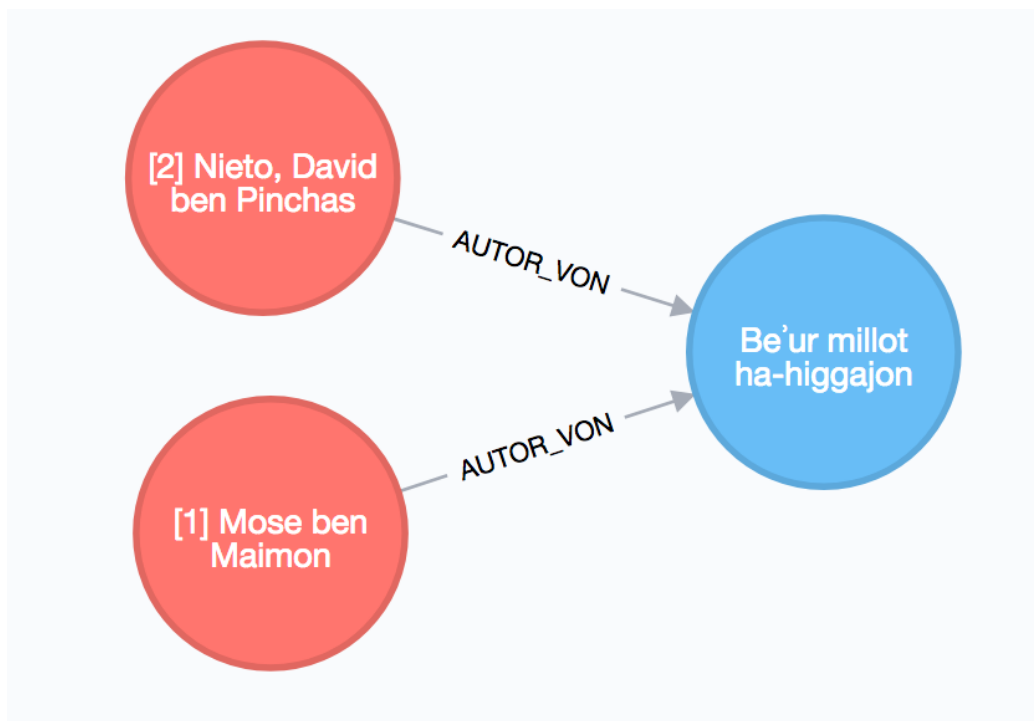 [2] Nieto, David
ben Pinchas
AUTOR_VON
Be᾽ur millot
ha-higgajon
AUTOR_VON
[1] Mose ben
Maimon